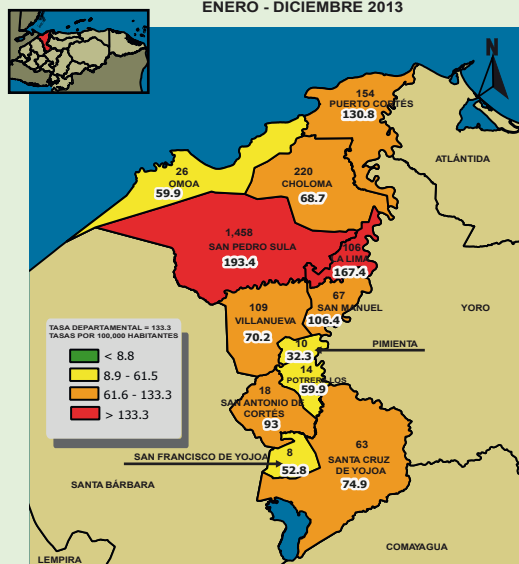 ENERO - DICIEMBRE 2013
N
154
PUERTO CORTÉS
130.8
ATLÁNTIDA
26
OMOA
59.9
220
CHOLOMA
68.7
1,458
SAN PEDRO SULA
193.4
106
LA LIMA
167.4
67
SAN MANUEL
106.4
109
VILLANUEVA
70.2
YORO
TASA DEPARTAMENTAL = 133.3
TASAS POR 100,000 HABITANTES
< 8.8
8.9 - 61.5
61.6 - 133.3
> 133.3
10
32.3
PIMIENTA
14
POTRERILLOS
59.9
18
SAN ANTONIO DE
CORTÉS
93
SAN FRANCISCO DE YOJOA
8
52.8
63
SANTA CRUZ
DE YOJOA
74.9
SANTA BÁRBARA
COMAYAGUA
LEMPIRA